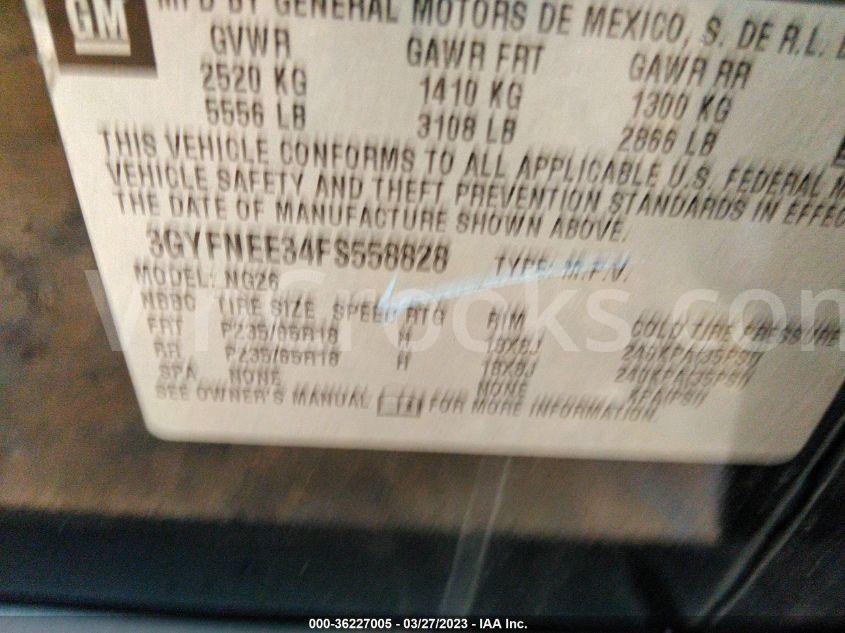 GM
MFD BY GENERAL MOTORS DE MEXICO, S. DE R.L.
GVWR GAWR FRT GAWR RR
2520 KG 1410 KG 1300 KG
5556 LB 3108 LB 2866 LB
THIS VEHICLE CONFORMS TO ALL APPLICABLE U.S. FEDERAL M
VEHICLE SAFETY AND THEFT PREVENTION STANDARDS IN EFFEC
THE DATE OF MANUFACTURE SHOWN ABOVE.
3GYFNEE34FS558828 TYPE: M.P.V.
MODEL: NG26
TIRE SIZE SPEED RTG RIM COLD TIRE PRESSURE
FRT P235/65R18 H 18X8J 240KPA(35PSI)
RR P235/65R18 H 18X8J 240KPA(35PSI)
SPA NONE NONE KPA(PSI)
SEE OWNER'S MANUAL FOR MORE INFORMATION
000-36227005 - 03/27/2023 - IAA Inc.